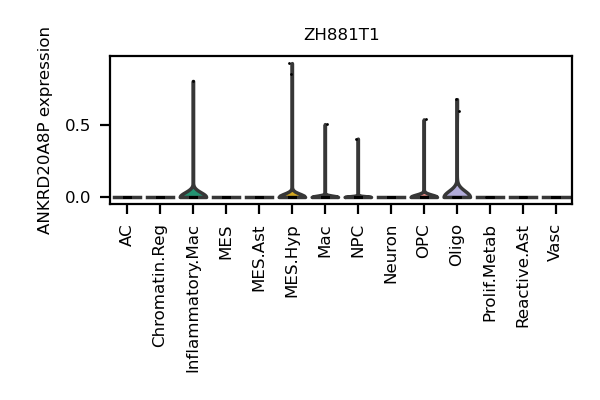 ZH881T1
ANKRD20A8P expression
0.5
0.0
AC
Chromatin.Reg
Inflammatory.Mac
MES
MES.Ast
MES.Hyp
Mac
NPC
Neuron
OPC
Oligo
Prolif.Metab
Reactive.Ast
Vasc